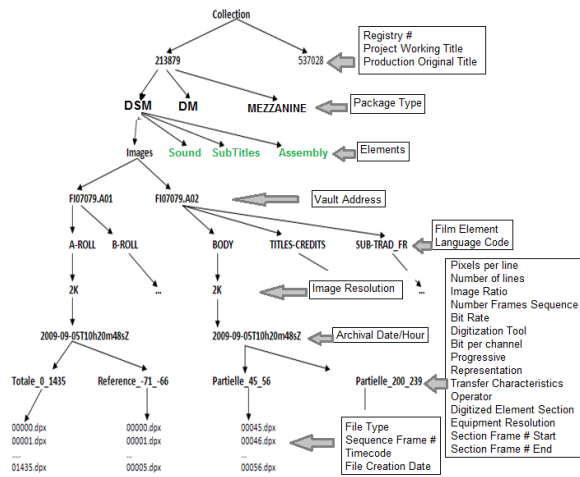 Collection
213879
537028
Registry #
Project Working Title
Production Original Title
DSM
DM
MEZZANINE
Package Type
Images
Sound
SubTitles
Assembly
Elements
FI07079.A01
FI07079.A02
Vault Address
A-ROLL
B-ROLL
BODY
TITLES-CREDITS
SUB-TRAD_FR
Film Element
Language Code
2K
...
2K
...
Image Resolution
2009-09-05T10h20m48sZ
2009-09-05T10h20m48sZ
Archival Date/Hour
Pixels per line
Number of lines
Image Ratio
Number Frames Sequence
Bit Rate
Digitization Tool
Bit per channel
Progressive
Representation
Transfer Characteristics
Operator
Digitized Element Section
Equipment Resolution
Section Frame # Start
Section Frame # End
Totale_0_1435
Reference_-71_-66
Partielle_45_56
Partielle_200_239
00000.dpx
00001.dpx
....
01435.dpx
00000.dpx
00001.dpx
...
00005.dpx
00045.dpx
00046.dpx
...
00056.dpx
File Type
Sequence Frame #
Timecode
File Creation Date